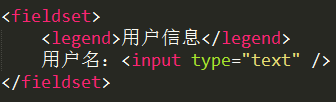 <fieldset>
<legend>用户信息</legend>
用户名：<input type="text" />
</fieldset>